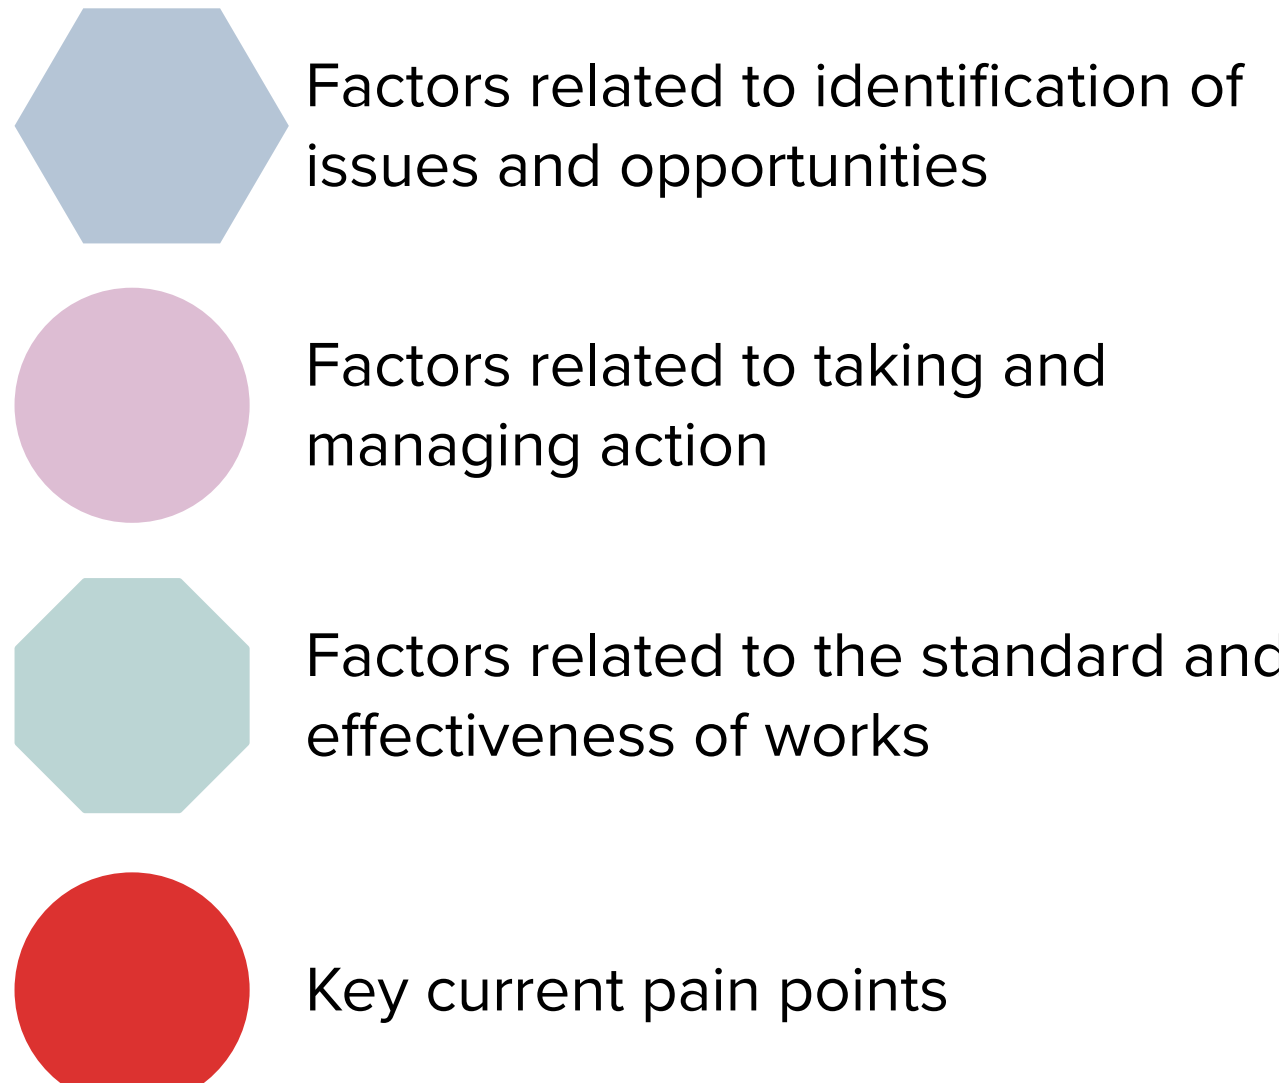 Factors related to identification of
issues and opportunities
Factors related to taking and
managing action
Factors related to the standard and
effectiveness of works
Key current pain points